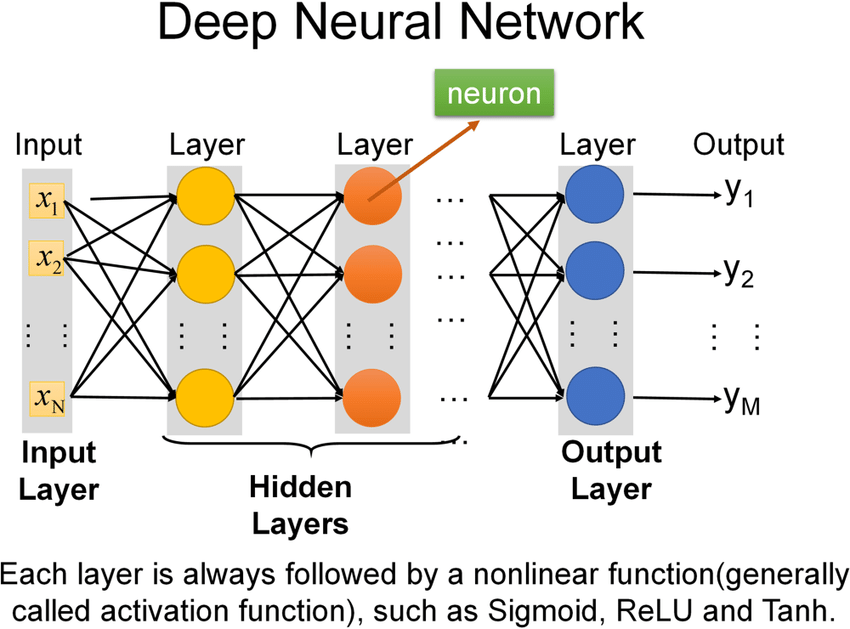 Deep Neural Network
neuron
Input Layer Layer Layer Output
x1 … y1
…
x2 … y2
⋮ ⋮ ⋮ ⋮ … ⋮ ⋮ ⋮ ⋮ ⋮ ⋮
xN … yM
…
Input
Layer
Hidden
Layers
Output
Layer
Each layer is always followed by a nonlinear function(generally
called activation function), such as Sigmoid, ReLU and Tanh.